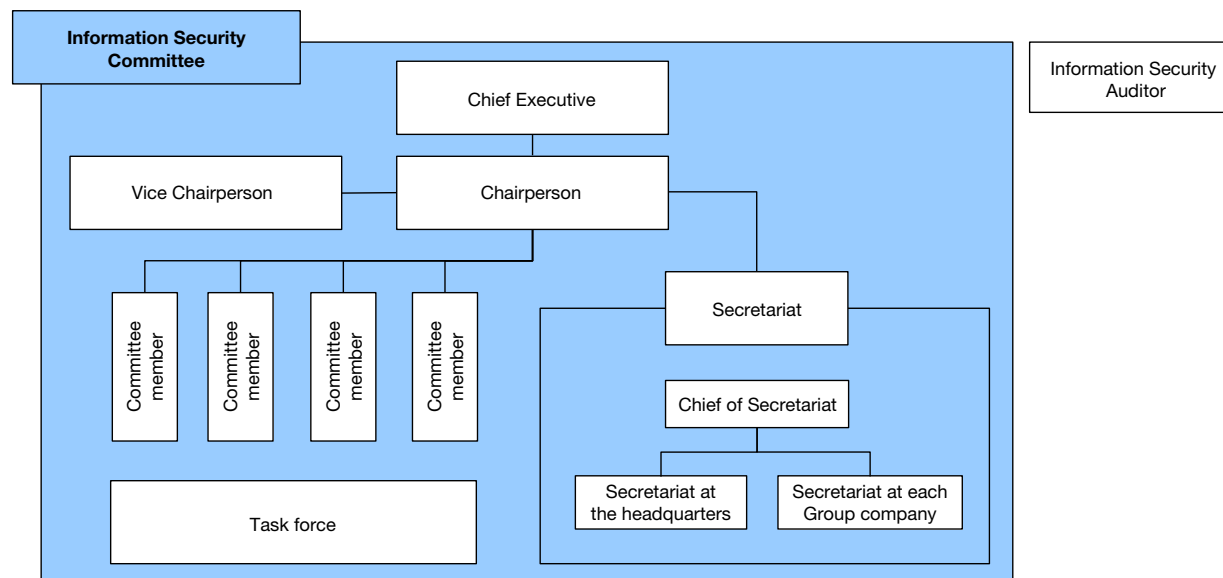 Information Security
Committee
Information Security
Auditor
Chief Executive
Vice Chairperson
Chairperson
Committee
member
Committee
member
Committee
member
Committee
member
Secretariat
Chief of Secretariat
Secretariat at
the headquarters
Secretariat at each
Group company
Task force